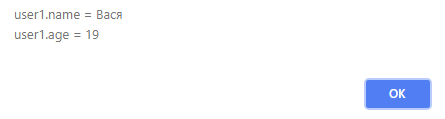 user1.name = Вася
user1.age = 19
OK